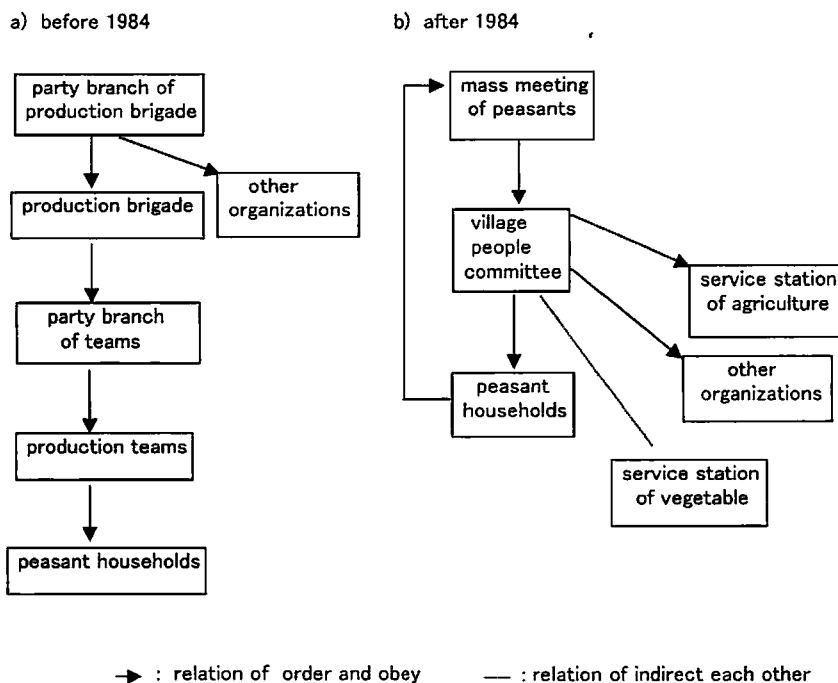 a) before 1984
party branch of
production brigade
production brigade
other
organizations
party branch
of teams
production teams
peasant households
b) after 1984
mass meeting
of peasants
village
people
committee
service station
of agriculture
other
organizations
peasant
households
service station
of vegetable
→ : relation of order and obey
— : relation of indirect each other